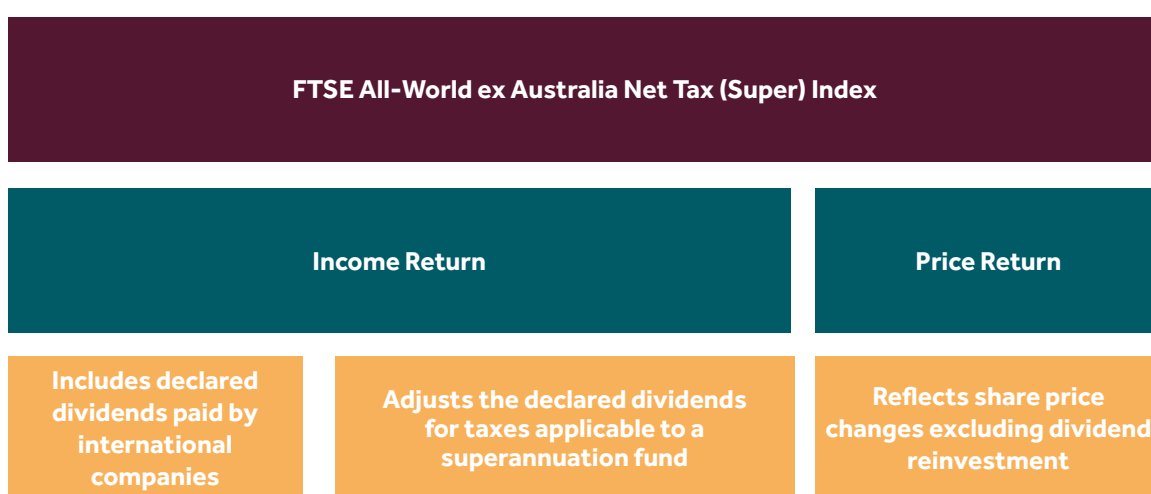 FTSE All-World ex Australia Net Tax (Super) Index
Income Return
Price Return
Includes declared
dividends paid by
international
companies
Adjusts the declared dividends
for taxes applicable to a
superannuation fund
Reflects share price
changes excluding dividend
reinvestment